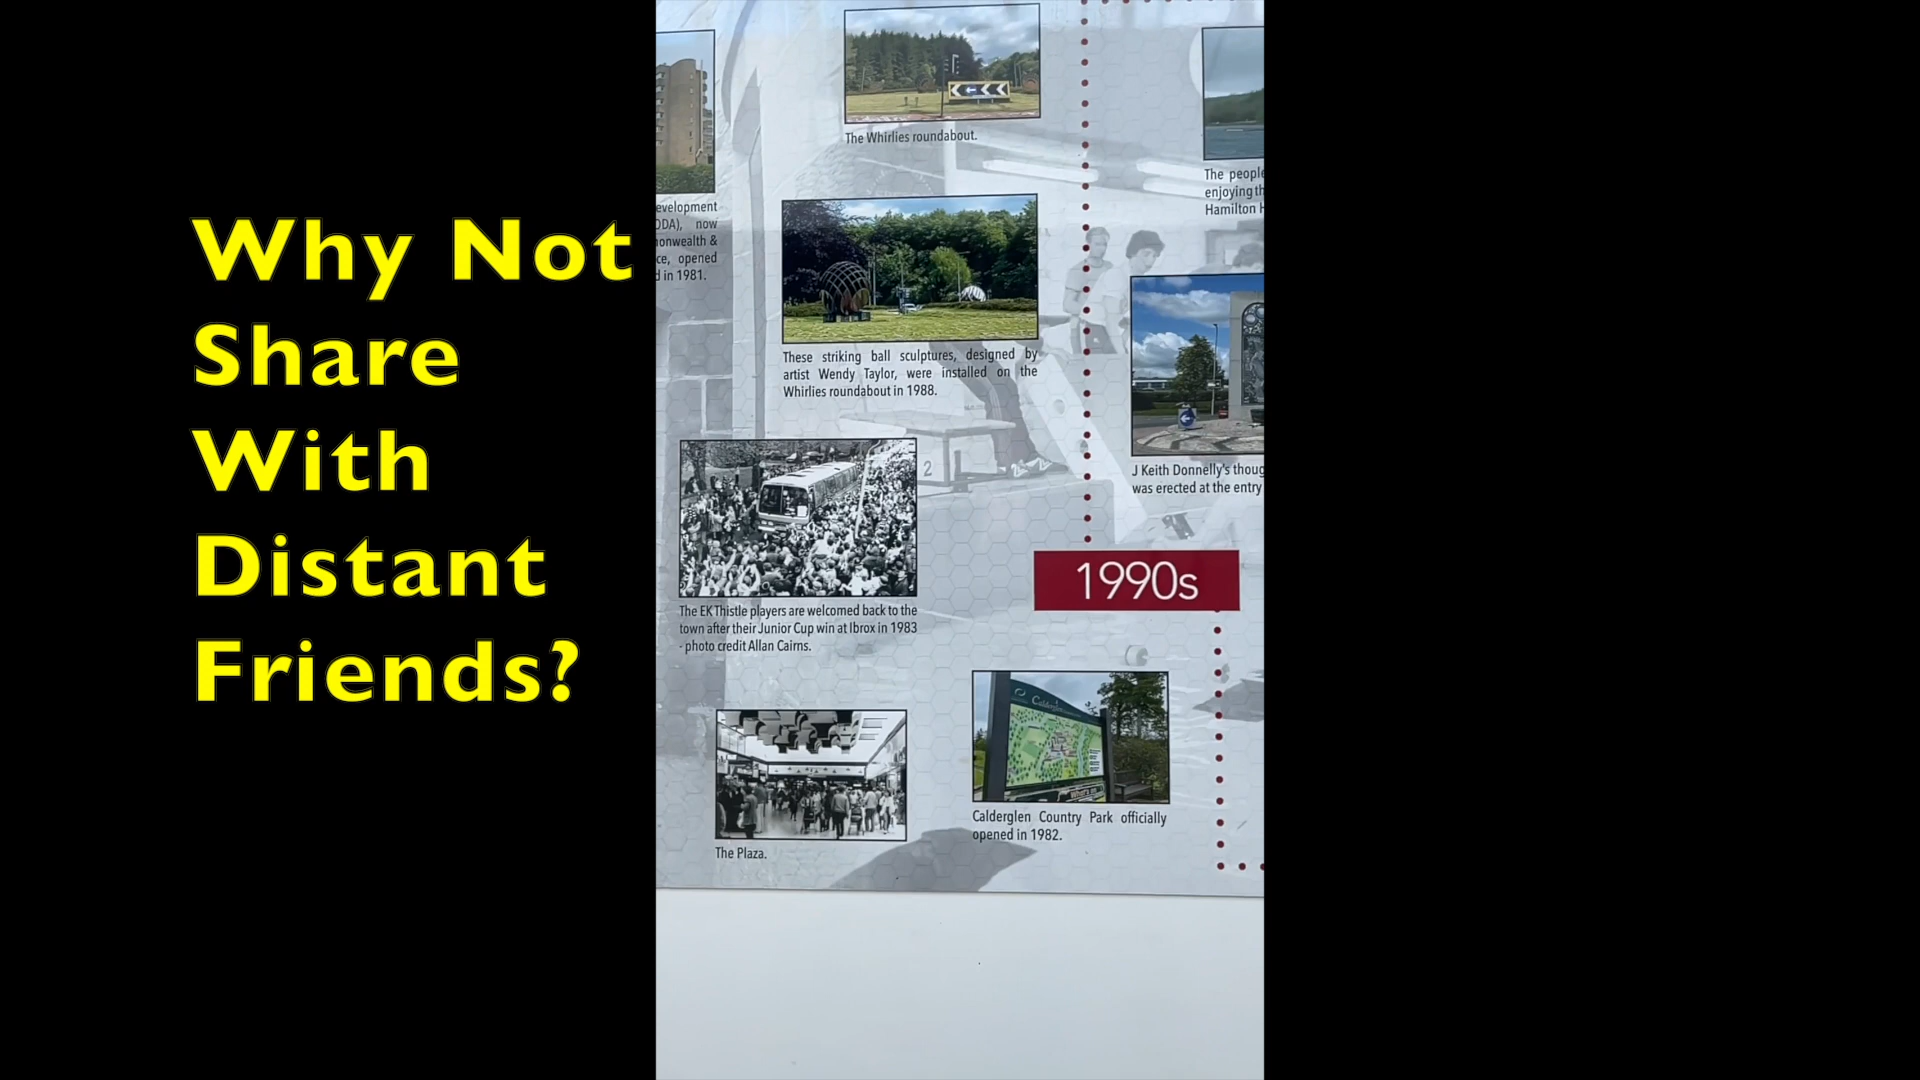 Why Not
Share
With
Distant
Friends?
The Whirlies roundabout.
evelopment
DDA), now
onwealth &
ce, opened
d in 1981.
The people
enjoying th
Hamilton H
These striking ball sculptures, designed by
artist Wendy Taylor, were installed on the
Whirlies roundabout in 1988.
2
J Keith Donnelly's thoug
was erected at the entry
The EK Thistle players are welcomed back to the
town after their Junior Cup win at Ibrox in 1983
- photo credit Allan Cairns.
1990s
Calderglen
What's on
The Plaza.
Calderglen Country Park officially
opened in 1982.